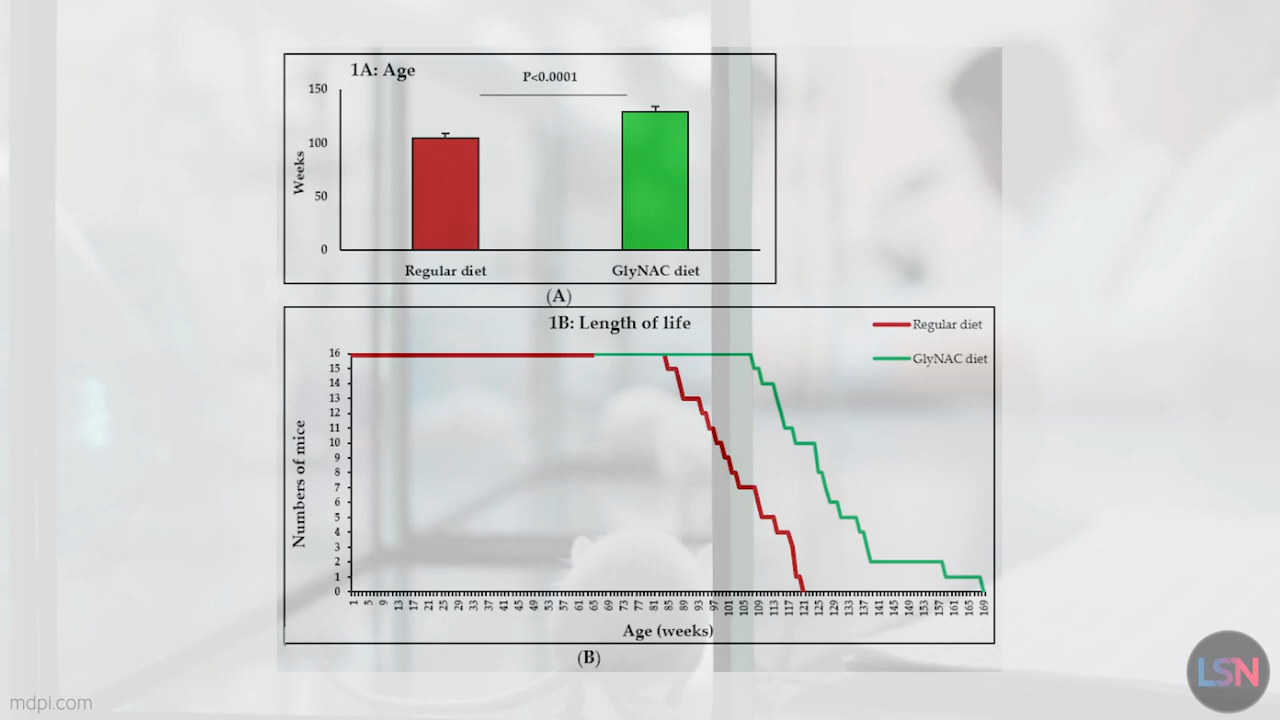 1A: Age
P<0.0001
150
100
50
0
Weeks
Regular diet
GlyNAC diet
(A)
1B: Length of life
Regular diet
GlyNAC diet
16
15
14
13
12
11
10
9
8
7
6
5
4
3
2
1
0
Numbers of mice
1 5 9 13 17 21 25 29 33 37 41 45 49 53 57 61 65 69 73 77 81 85 89 93 97 101 105 109 113 117 121 125 129 133 137 141 145 149 153 157 161 165 169
Age (weeks)
(B)
mdpi.com
LSN